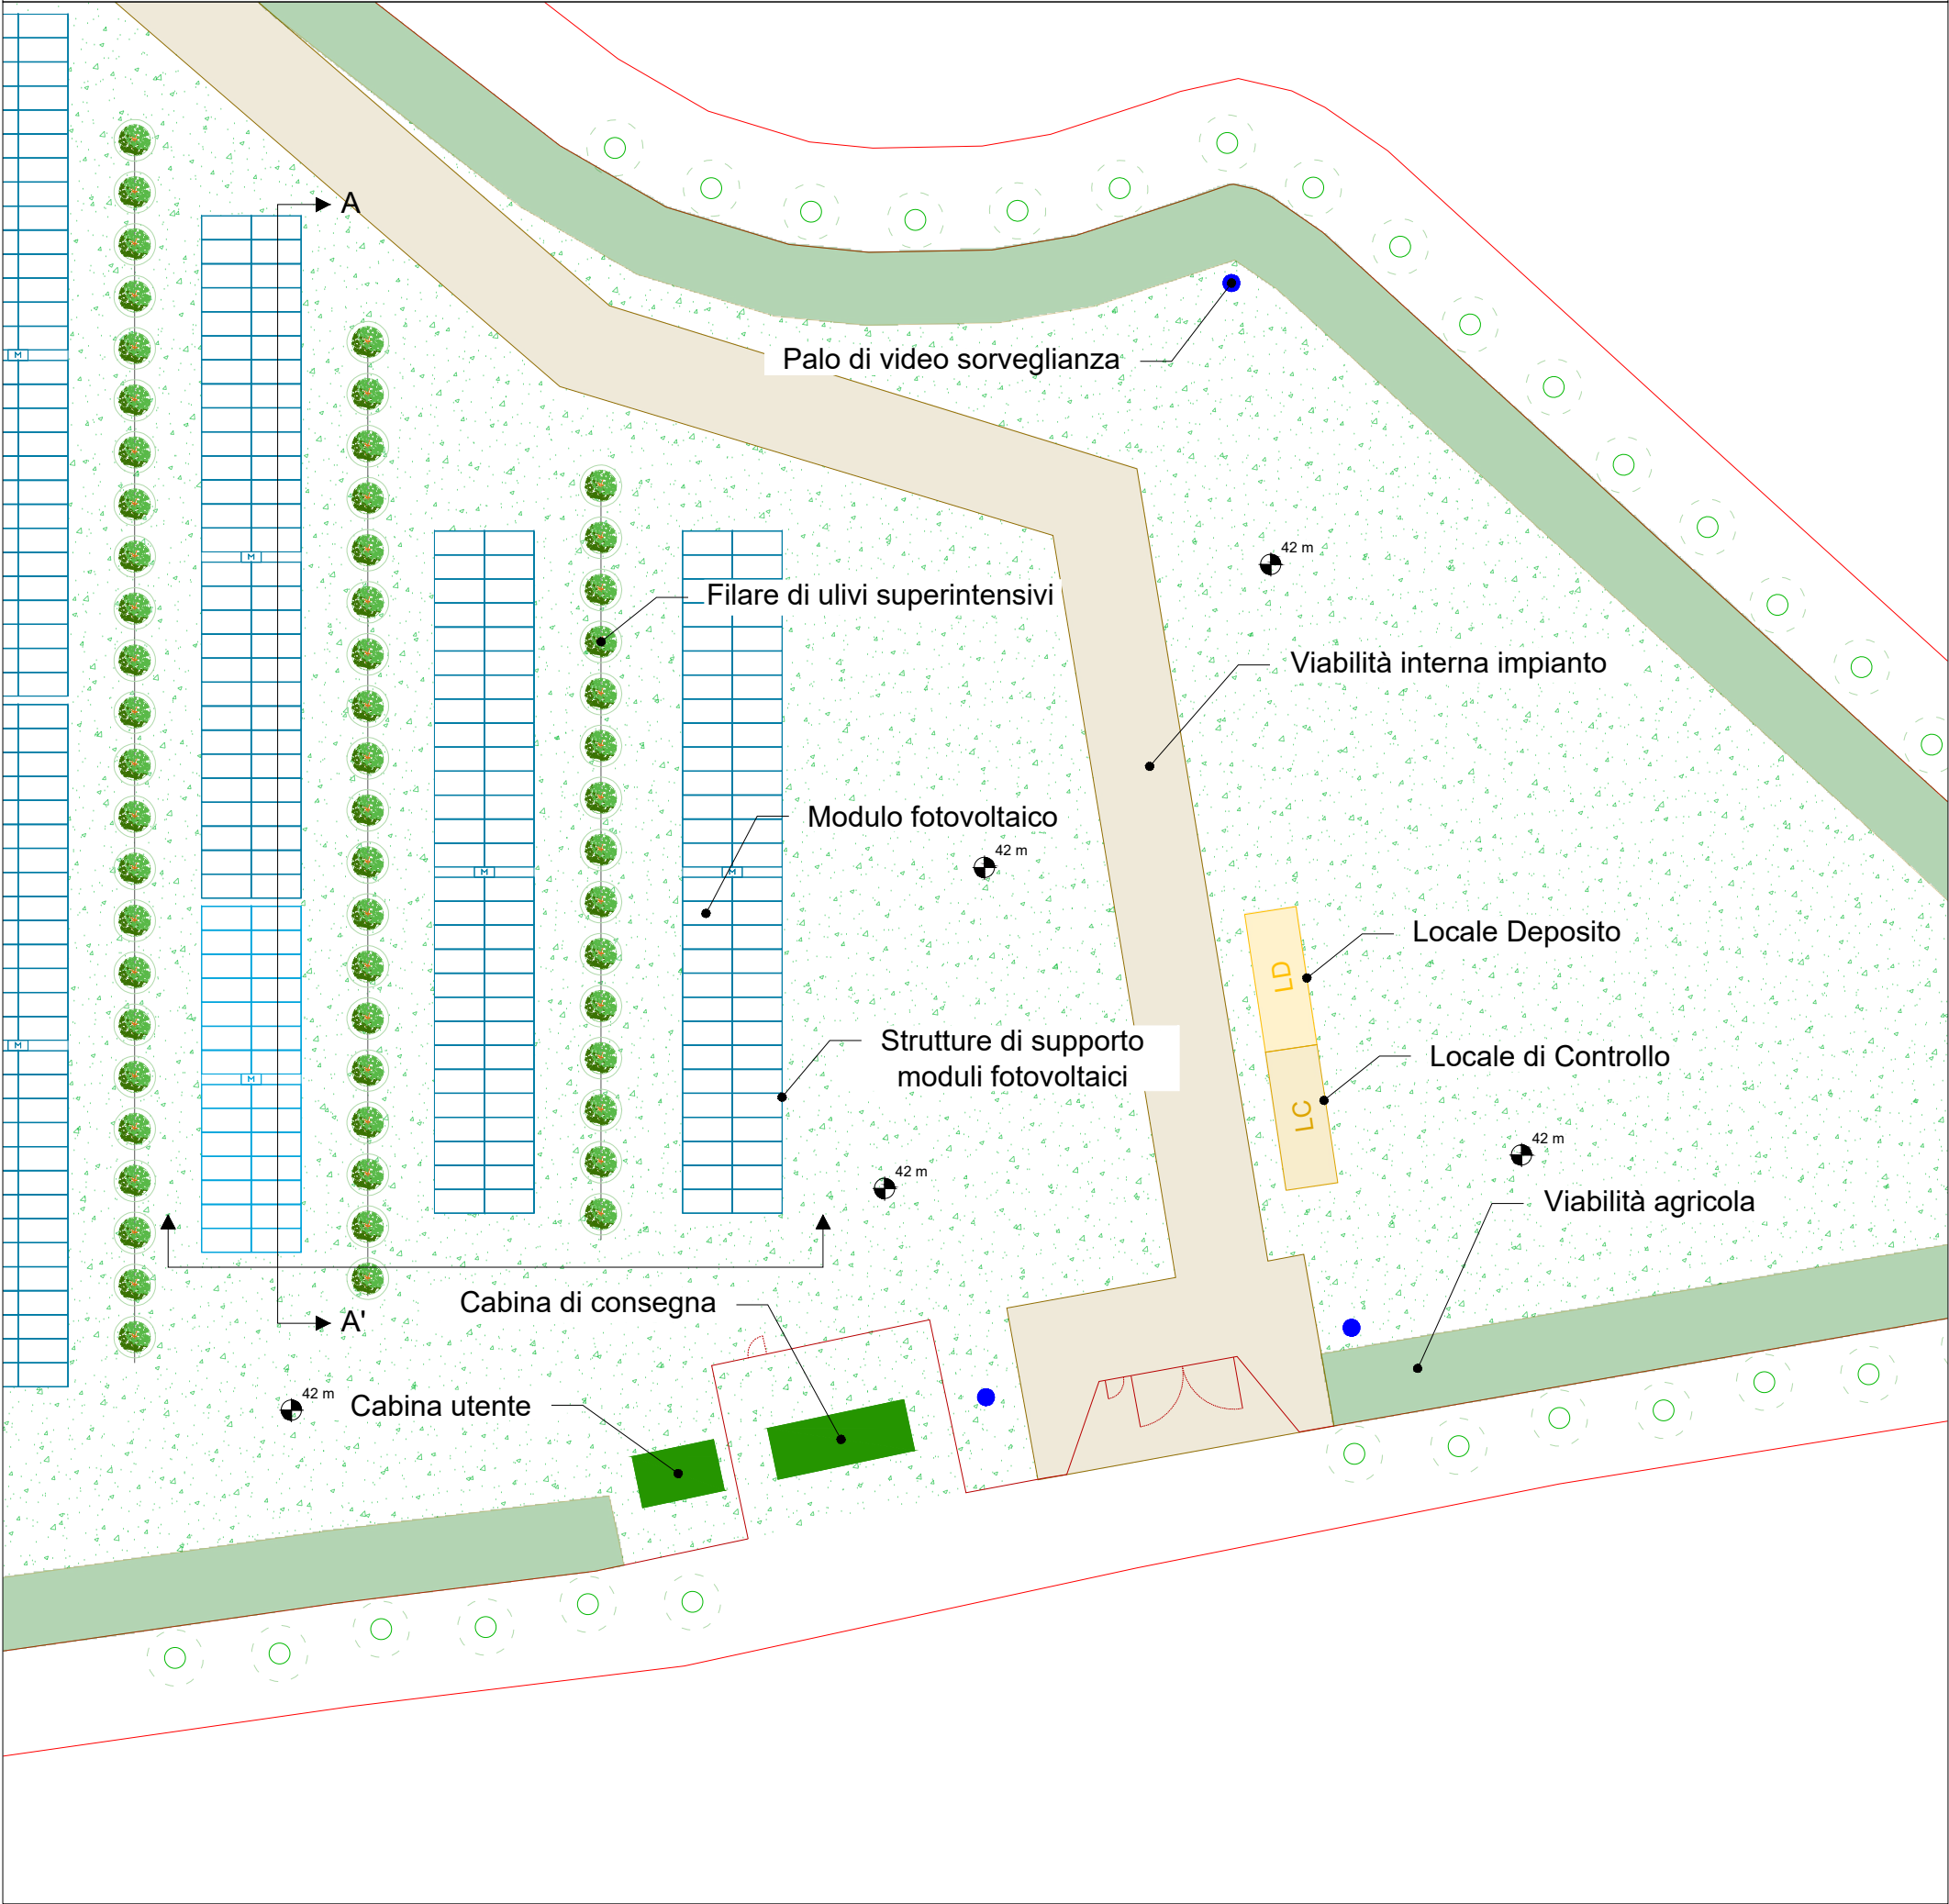 A
Palo di video sorveglianza
M
42 m
M
Filare di ulivi superintensivi
Viabilità interna impianto
Modulo fotovoltaico
42 m
M
M
Locale Deposito
LD
Strutture di supporto
moduli fotovoltaici
M
Locale di Controllo
M
LC
42 m
42 m
Viabilità agricola
Cabina di consegna
A'
42 m
Cabina utente